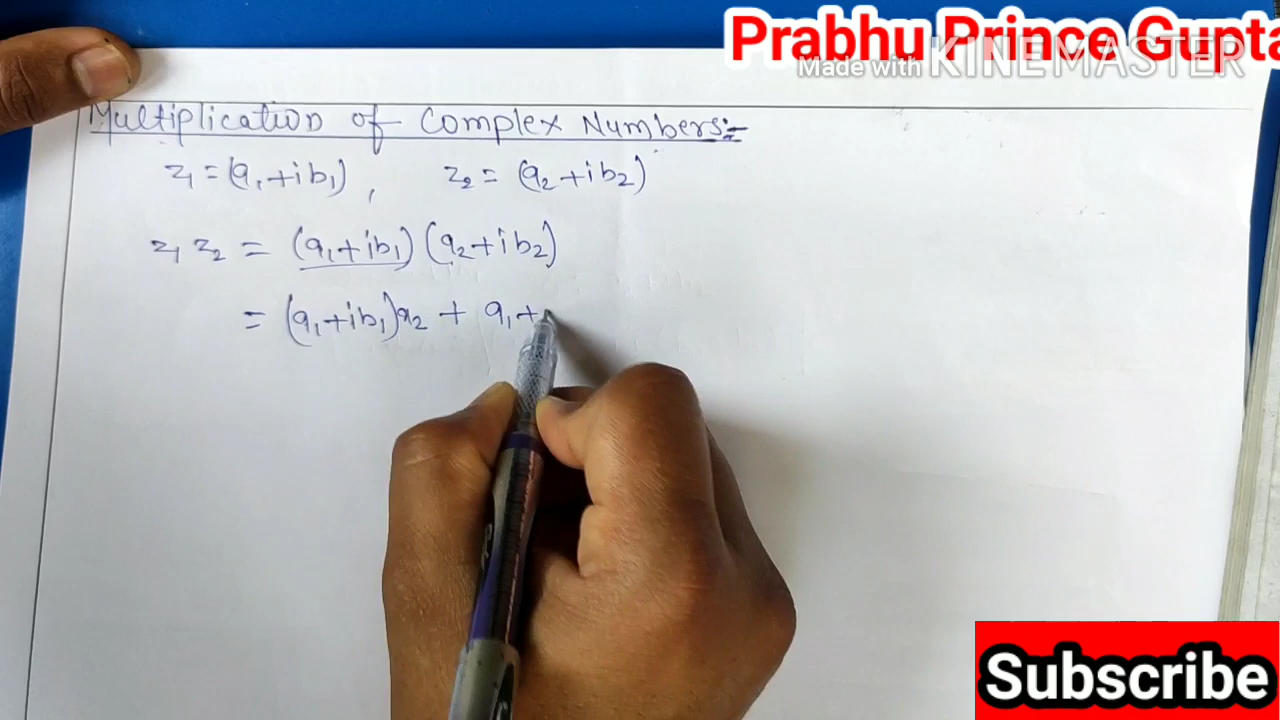 Prabhu Prince Gupta
Made with KINEMASTER
Multiplication of Complex Numbers:-
z₁ = (a₁+ib₁) , z₂ = (a₂+ib₂)
z₁ z₂ = (a₁+ib₁) (a₂+ib₂)
= (a₁+ib₁)a₂ + a₁+
Subscribe